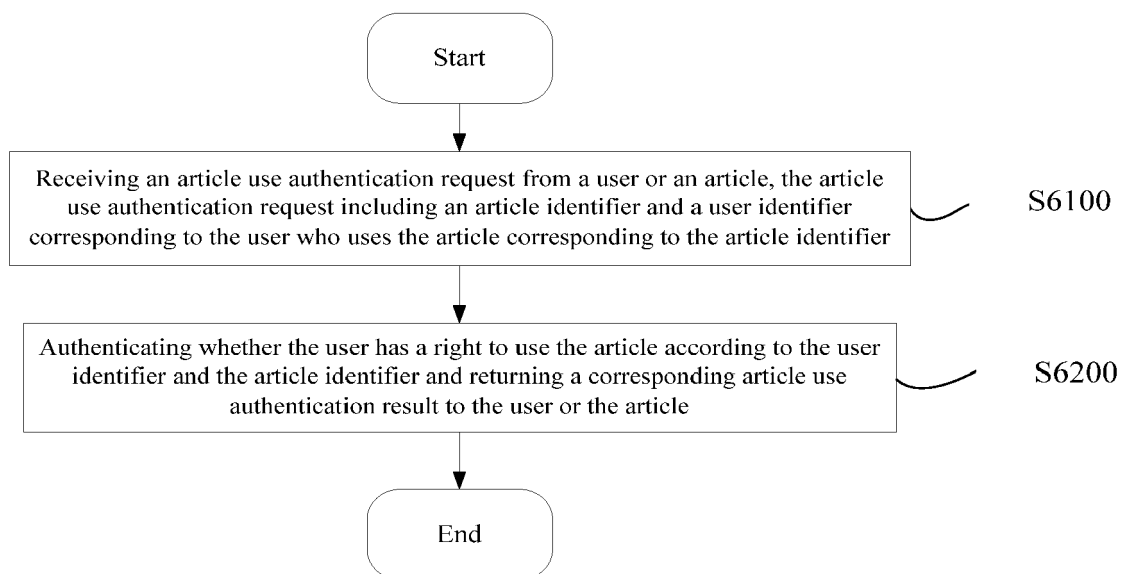 Start
Receiving an article use authentication request from a user or an article, the article
use authentication request including an article identifier and a user identifier
corresponding to the user who uses the article corresponding to the article identifier
S6100
Authenticating whether the user has a right to use the article according to the user
identifier and the article identifier and returning a corresponding article use
authentication result to the user or the article
S6200
End